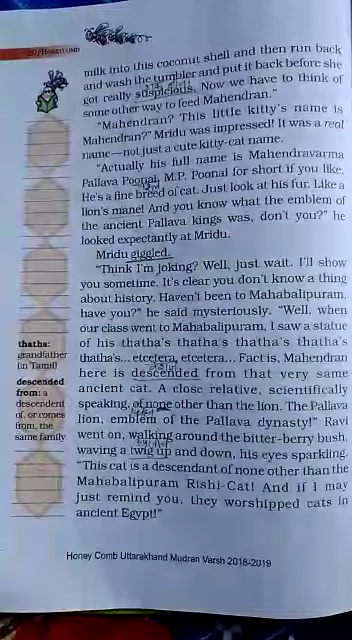 20/HONEYCOMB
milk into this coconut shell and then run back
and wash the tumbler and put it back before she
got really suspicious. Now we have to think of
some other way to feed Mahendran."
"Mahendran? This little kitty's name is
Mahendran?" Mridu was impressed! It was a real
name—not just a cute kitty-cat name.
"Actually his full name is Mahendravarma
Pallava Poonai, M.P. Poonai for short if you like.
He's a fine breed of cat. Just look at his fur. Like a
lion's mane! And you know what the emblem of
the ancient Pallava kings was, don't you?" he
looked expectantly at Mridu.
Mridu giggled.
"Think I'm joking? Well, just wait. I'll show
you sometime. It's clear you don't know a thing
about history. Haven't been to Mahabalipuram,
have you?" he said mysteriously. "Well, when
our class went to Mahabalipuram, I saw a statue
of his thatha's thatha's thatha's thatha's
thatha's... etcetera, etcetera... Fact is, Mahendran
here is descended from that very same
ancient cat. A close relative, scientifically
speaking, of none other than the lion. The Pallava
lion, emblem of the Pallava dynasty!" Ravi
went on, walking around the bitter-berry bush,
waving a twig up and down, his eyes sparkling.
"This cat is a descendant of none other than the
Mahabalipuram Rishi-Cat! And if I may
just remind you, they worshipped cats in
ancient Egypt!"
thatha:
grandfather
(in Tamil)
descended
from: a
descendent
of, or comes
from, the
same family
Honey Comb Uttarakhand Mudran Varsh 2018-2019